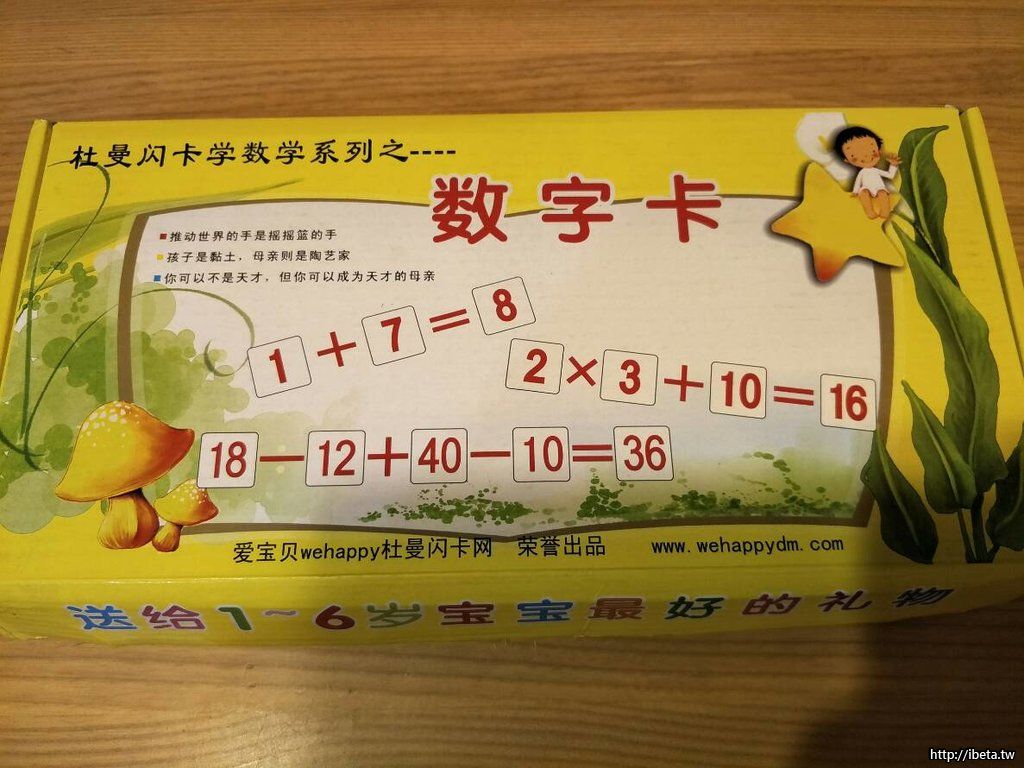 杜曼闪卡学数学系列之----
数字卡
■推动世界的手是摇摇篮的手
■孩子是黏土，母亲则是陶艺家
■你可以不是天才，但你可以成为天才的母亲
1+7=8
2×3+10=16
18-12+40-10=36
爱宝贝wehappy杜曼闪卡网 荣誉出品 www.wehappydm.com
送给1~6岁宝宝最好的礼物
http://ibeta.tw